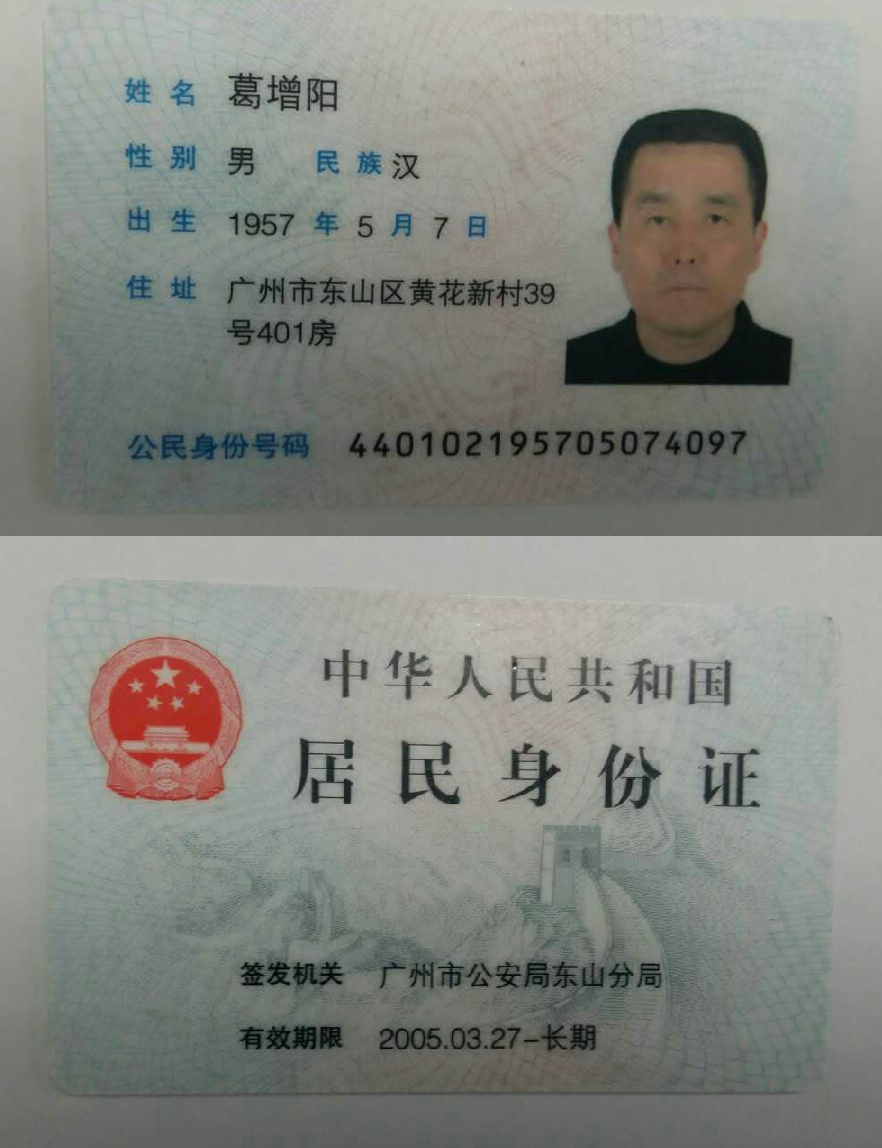 姓名 葛增阳
性别 男 民族 汉
出生 1957 年 5 月 7 日
住址 广州市东山区黄花新村39
号401房
公民身份号码 440102195705074097
中华人民共和国
居民身份证
签发机关 广州市公安局东山分局
有效期限 2005.03.27-长期